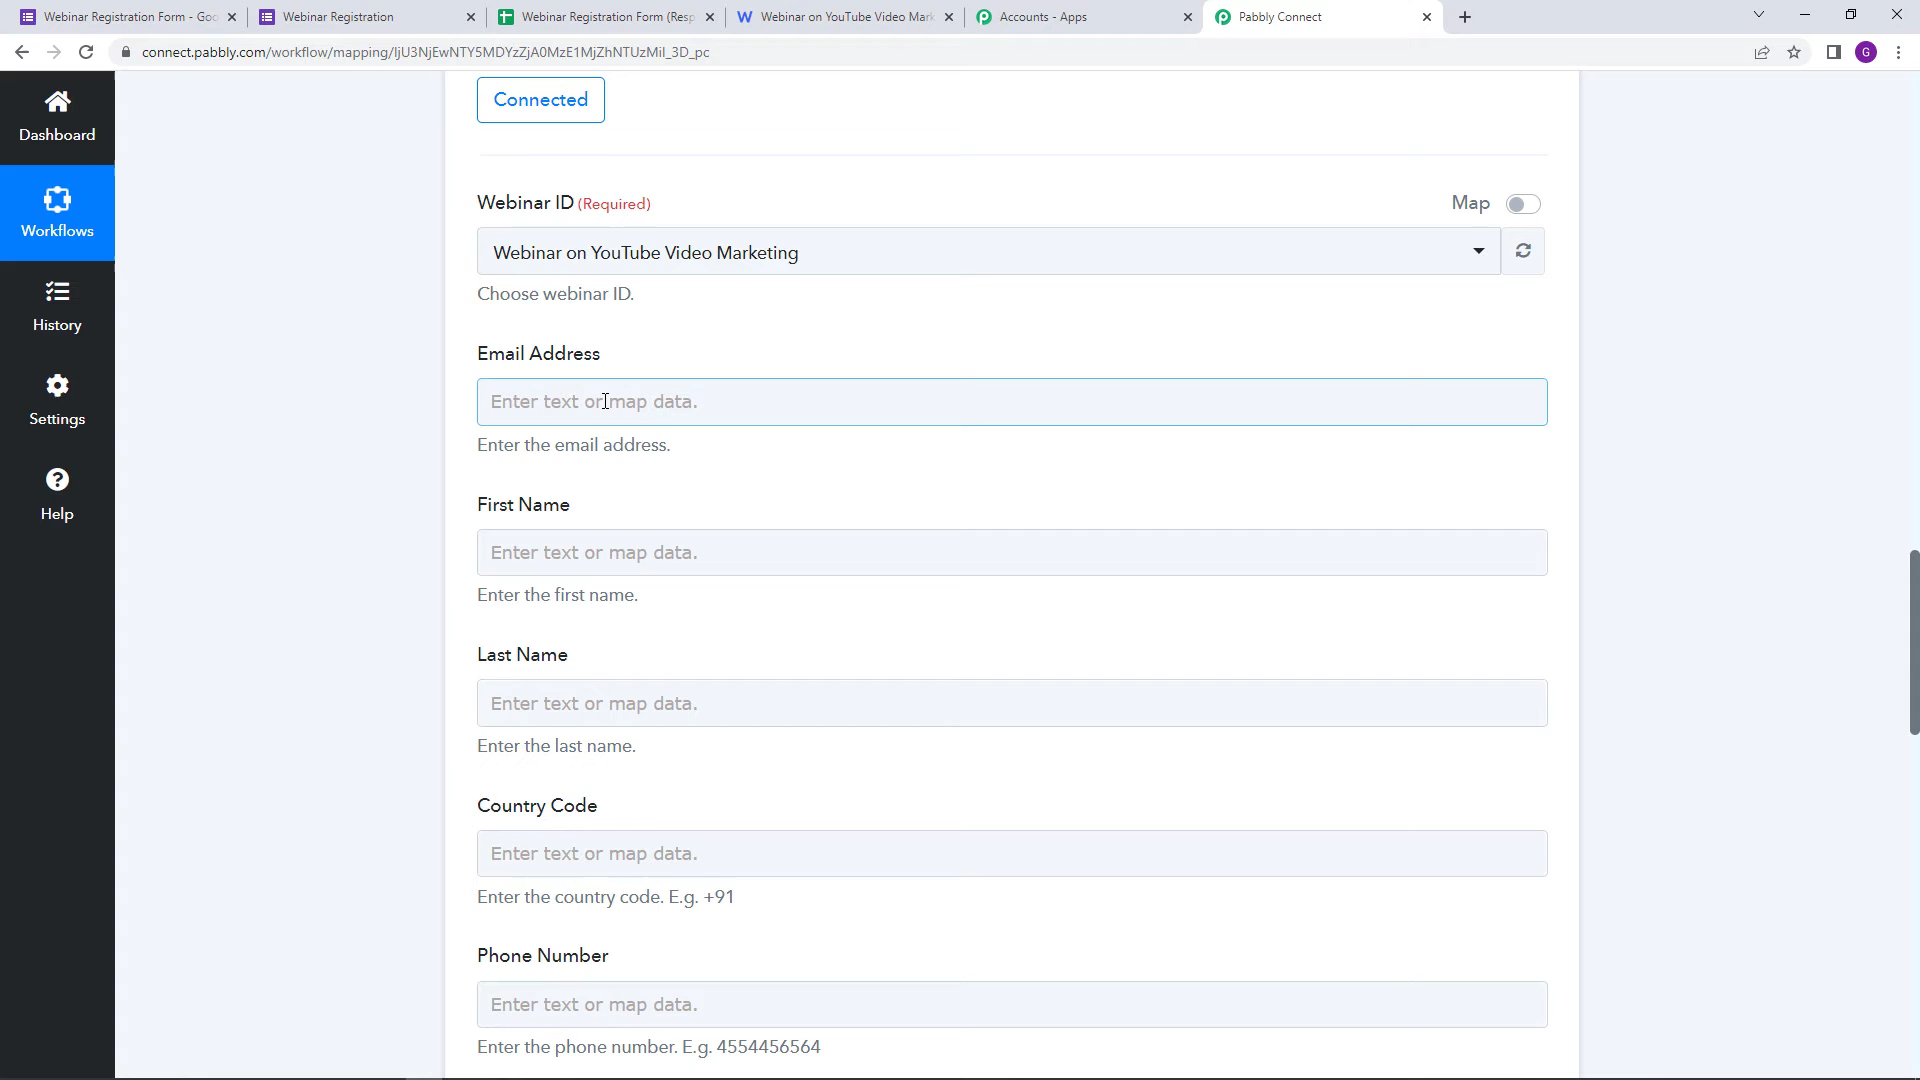 Webinar Registration Form - Goo
Webinar Registration
Webinar Registration Form (Resp
Webinar on YouTube Video Mark
Accounts - Apps
Pabbly Connect
connect.pabbly.com/workflow/mapping/IjU3NjEwNTY5MDYzZjA0MzE1MjZhNTUzMiI_3D_pc
G
Dashboard
Workflows
History
Settings
Help
Connected
Webinar ID (Required)
Map
Webinar on YouTube Video Marketing
Choose webinar ID.
Email Address
Enter text or map data.
Enter the email address.
First Name
Enter text or map data.
Enter the first name.
Last Name
Enter text or map data.
Enter the last name.
Country Code
Enter text or map data.
Enter the country code. E.g. +91
Phone Number
Enter text or map data.
Enter the phone number. E.g. 4554456564